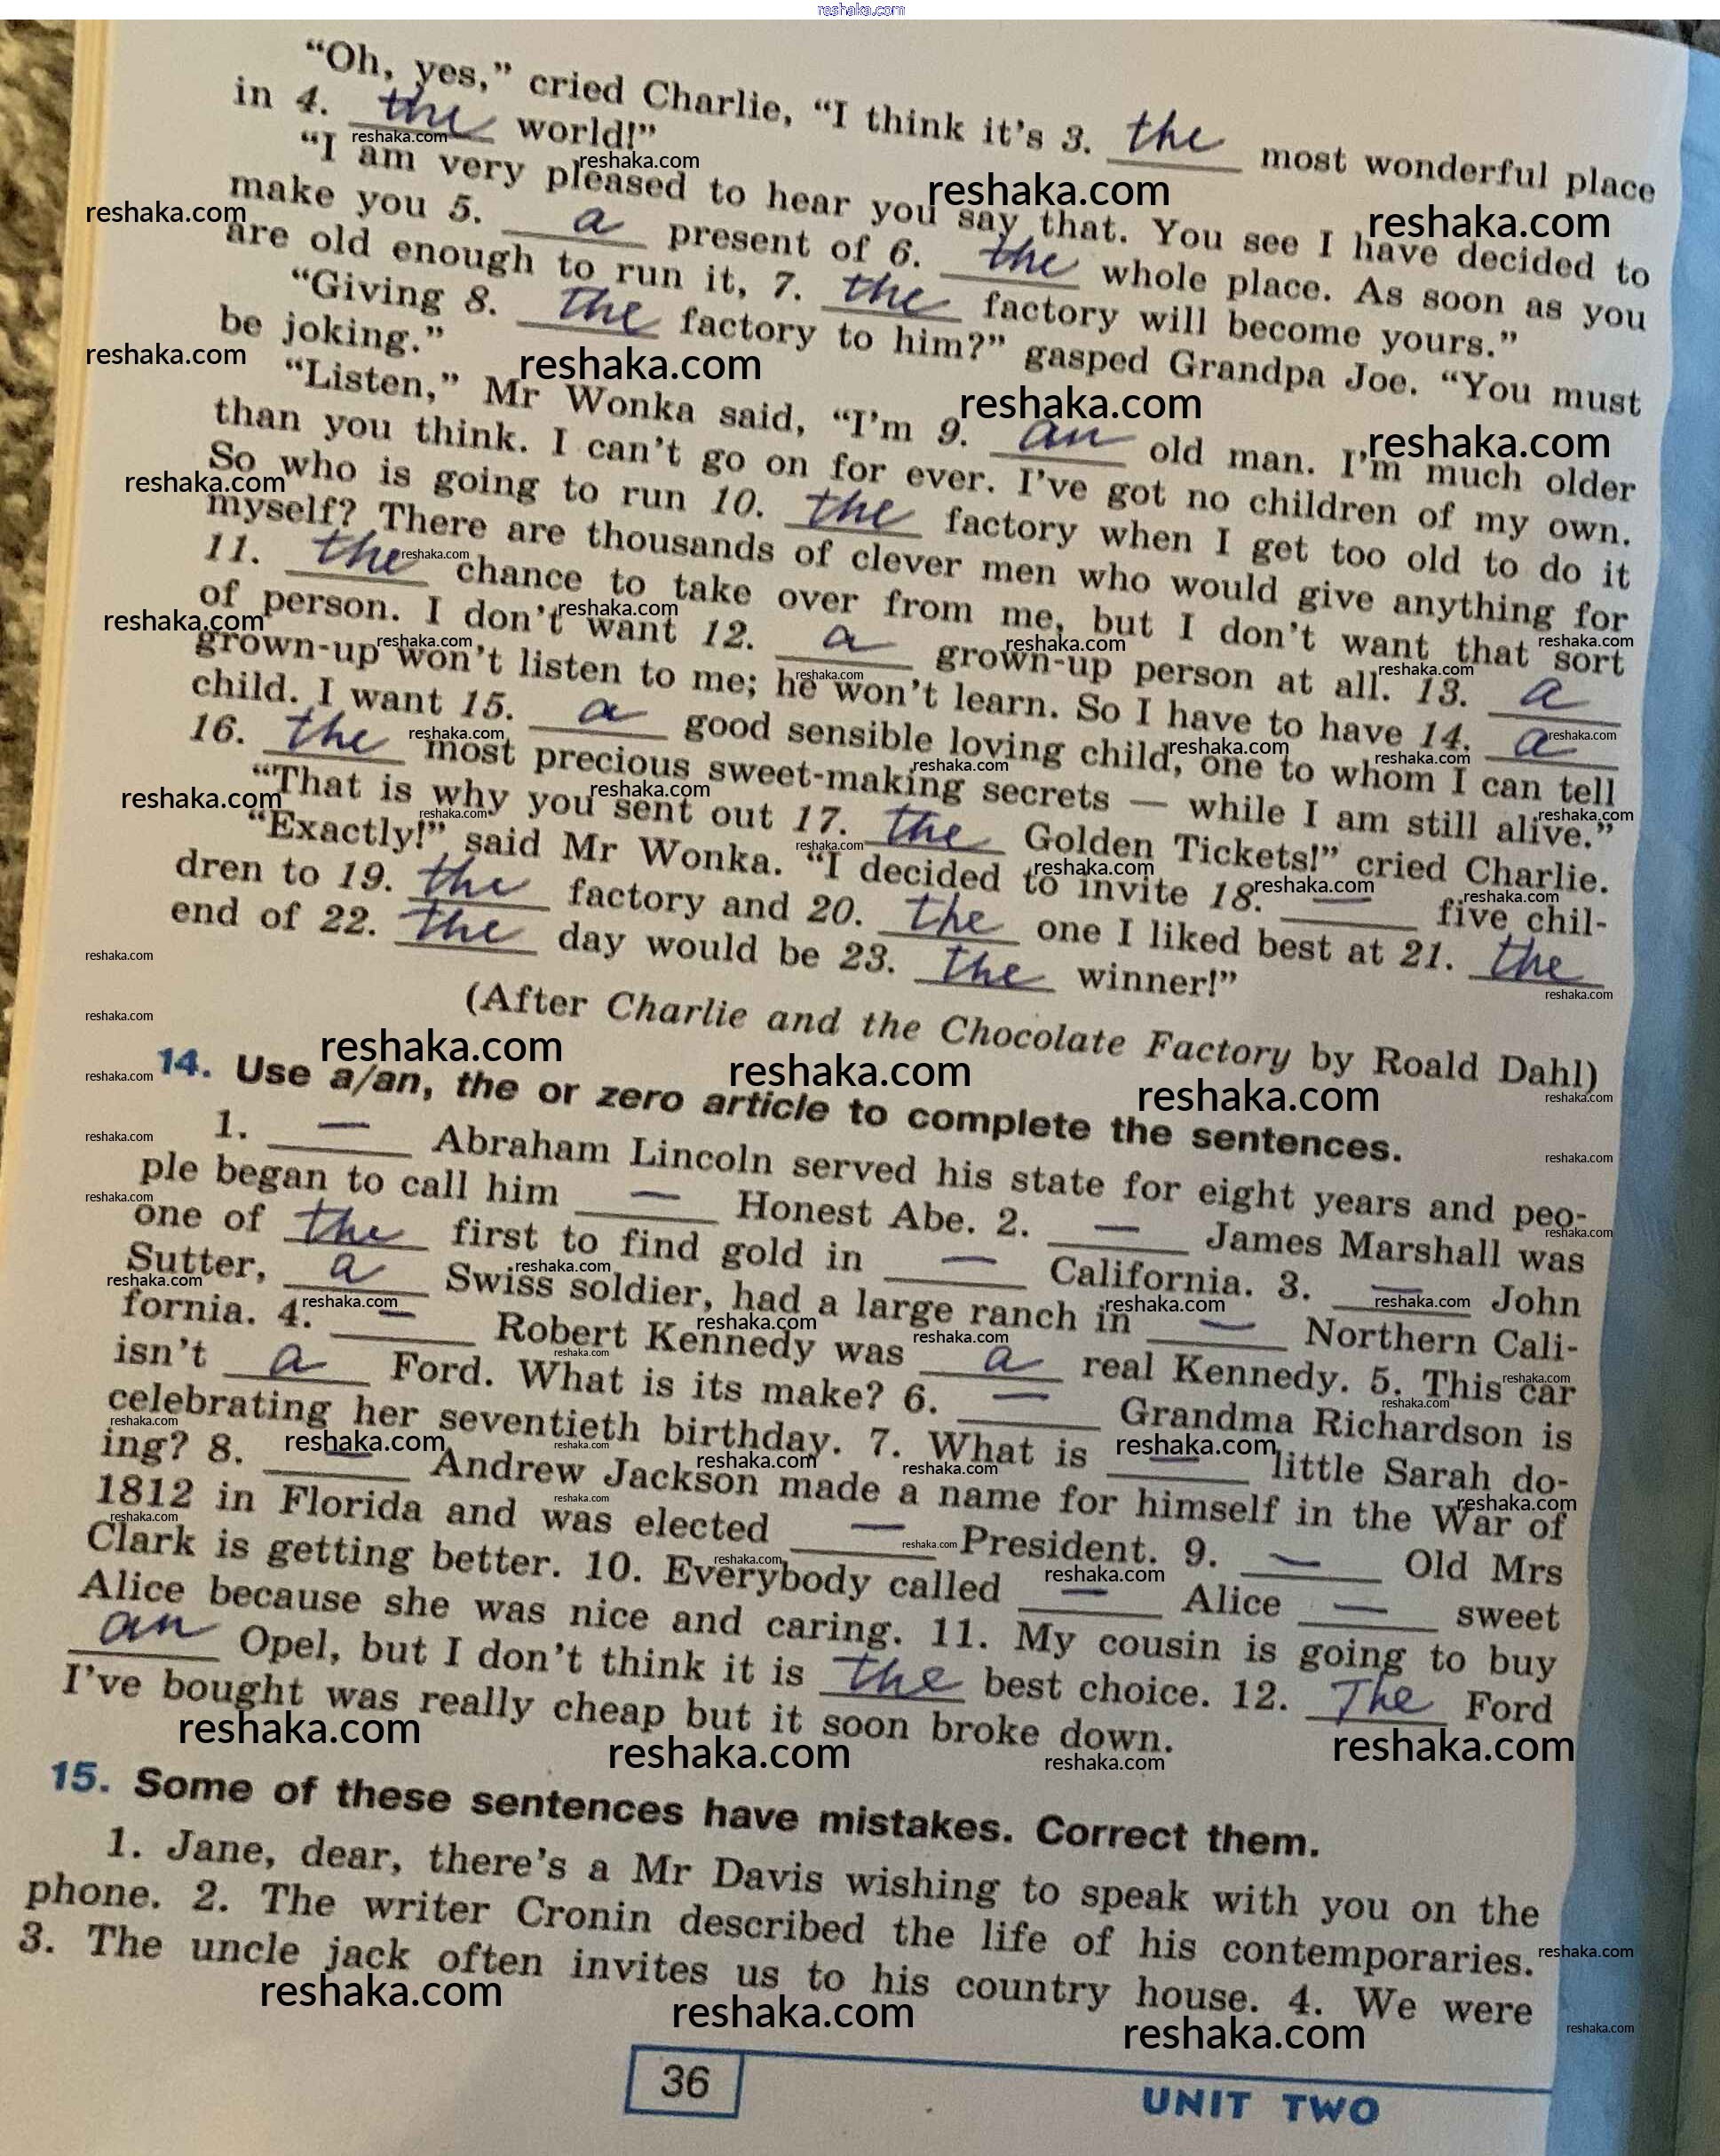 reshaka.com
"Oh, yes," cried Charlie, "I think it's 3. the most wonderful place
in 4. the world!"
"I am very pleased to hear you say that. You see I have decided to
make you 5. a present of 6. the whole place. As soon as you
are old enough to run it, 7. the factory will become yours."
"Giving 8. the factory to him?" gasped Grandpa Joe. "You must
be joking."
"Listen," Mr Wonka said, "I'm 9. an old man. I'm much older
than you think. I can't go on for ever. I've got no children of my own.
So who is going to run 10. the factory when I get too old to do it
myself? There are thousands of clever men who would give anything for
11. the chance to take over from me, but I don't want that sort
of person. I don't want 12. a grown-up person at all. 13. a
grown-up won't listen to me; he won't learn. So I have to have 14. a
child. I want 15. a good sensible loving child, one to whom I can tell
16. the most precious sweet-making secrets — while I am still alive."
"That is why you sent out 17. the Golden Tickets!" cried Charlie.
"Exactly!" said Mr Wonka. "I decided to invite 18. — five chil-
dren to 19. the factory and 20. the one I liked best at 21. the
end of 22. the day would be 23. the winner!"
(After Charlie and the Chocolate Factory by Roald Dahl)
14. Use a/an, the or zero article to complete the sentences.
1. — Abraham Lincoln served his state for eight years and peo-
ple began to call him — Honest Abe. 2. — James Marshall was
one of the first to find gold in — California. 3. — John
Sutter, a Swiss soldier, had a large ranch in — Northern Cali-
fornia. 4. — Robert Kennedy was a real Kennedy. 5. This car
isn't a Ford. What is its make? 6. — Grandma Richardson is
celebrating her seventieth birthday. 7. What is — little Sarah do-
ing? 8. — Andrew Jackson made a name for himself in the War of
1812 in Florida and was elected — President. 9. — Old Mrs
Clark is getting better. 10. Everybody called — Alice — sweet
Alice because she was nice and caring. 11. My cousin is going to buy
an Opel, but I don't think it is the best choice. 12. The Ford
I've bought was really cheap but it soon broke down.
15. Some of these sentences have mistakes. Correct them.
1. Jane, dear, there's a Mr Davis wishing to speak with you on the
phone. 2. The writer Cronin described the life of his contemporaries.
3. The uncle jack often invites us to his country house. 4. We were
36
UNIT TWO